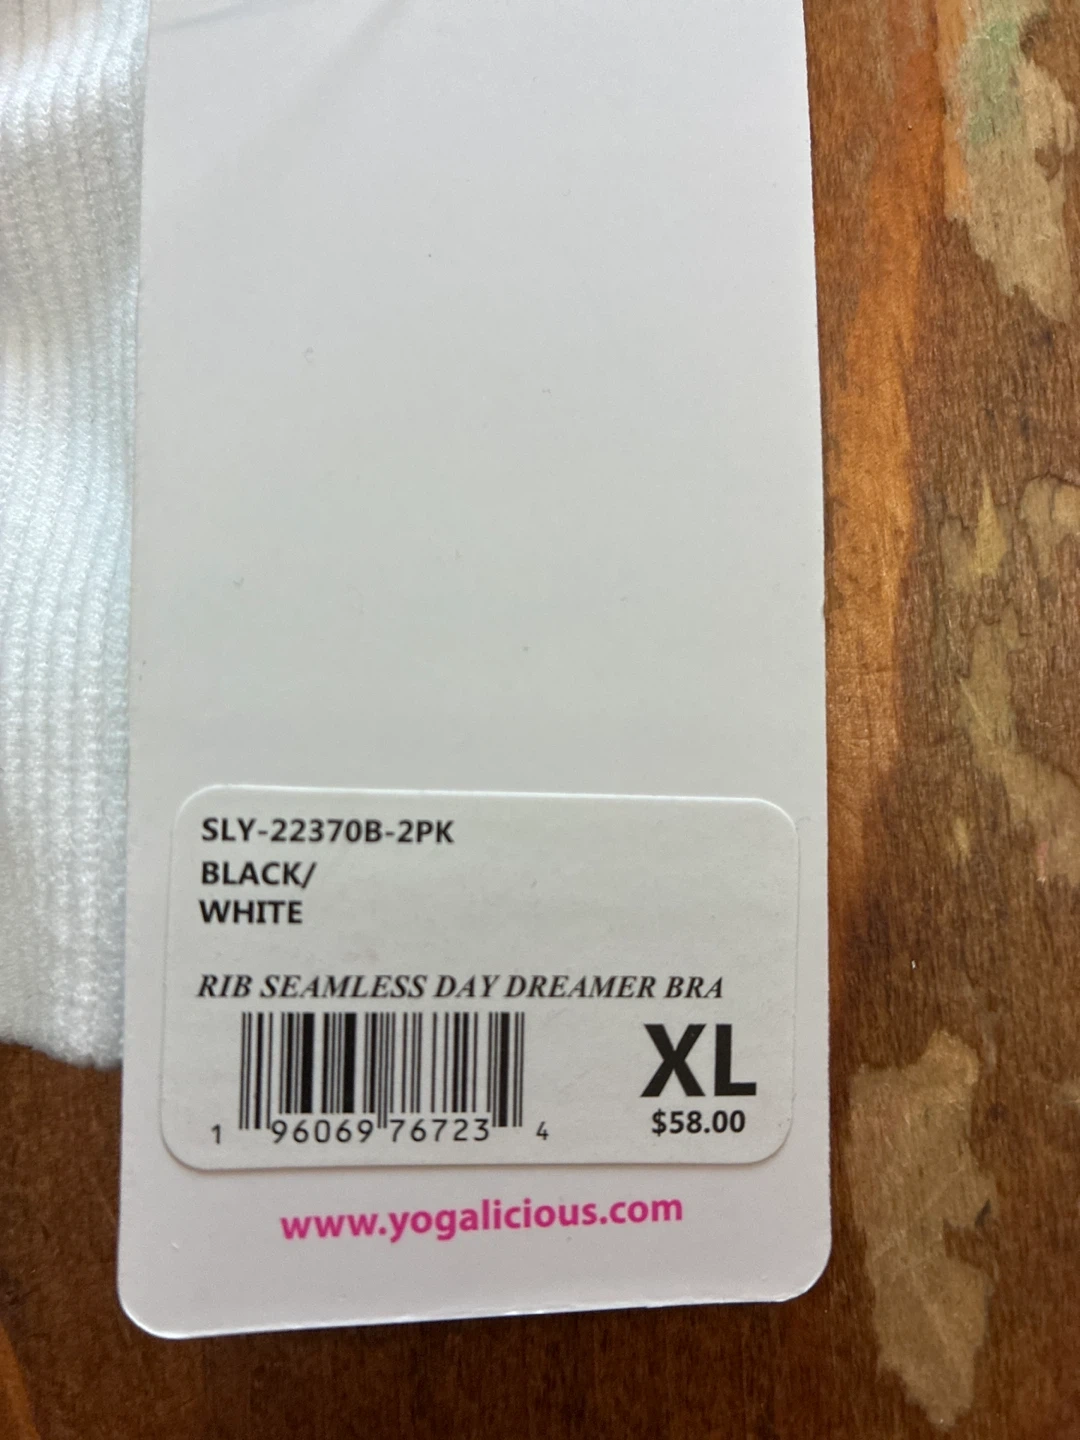 SLY-22370B-2PK
BLACK/
WHITE
RIB SEAMLESS DAY DREAMER BRA
XL
$58.00
1 96069 76723 4
www.yogalicious.com